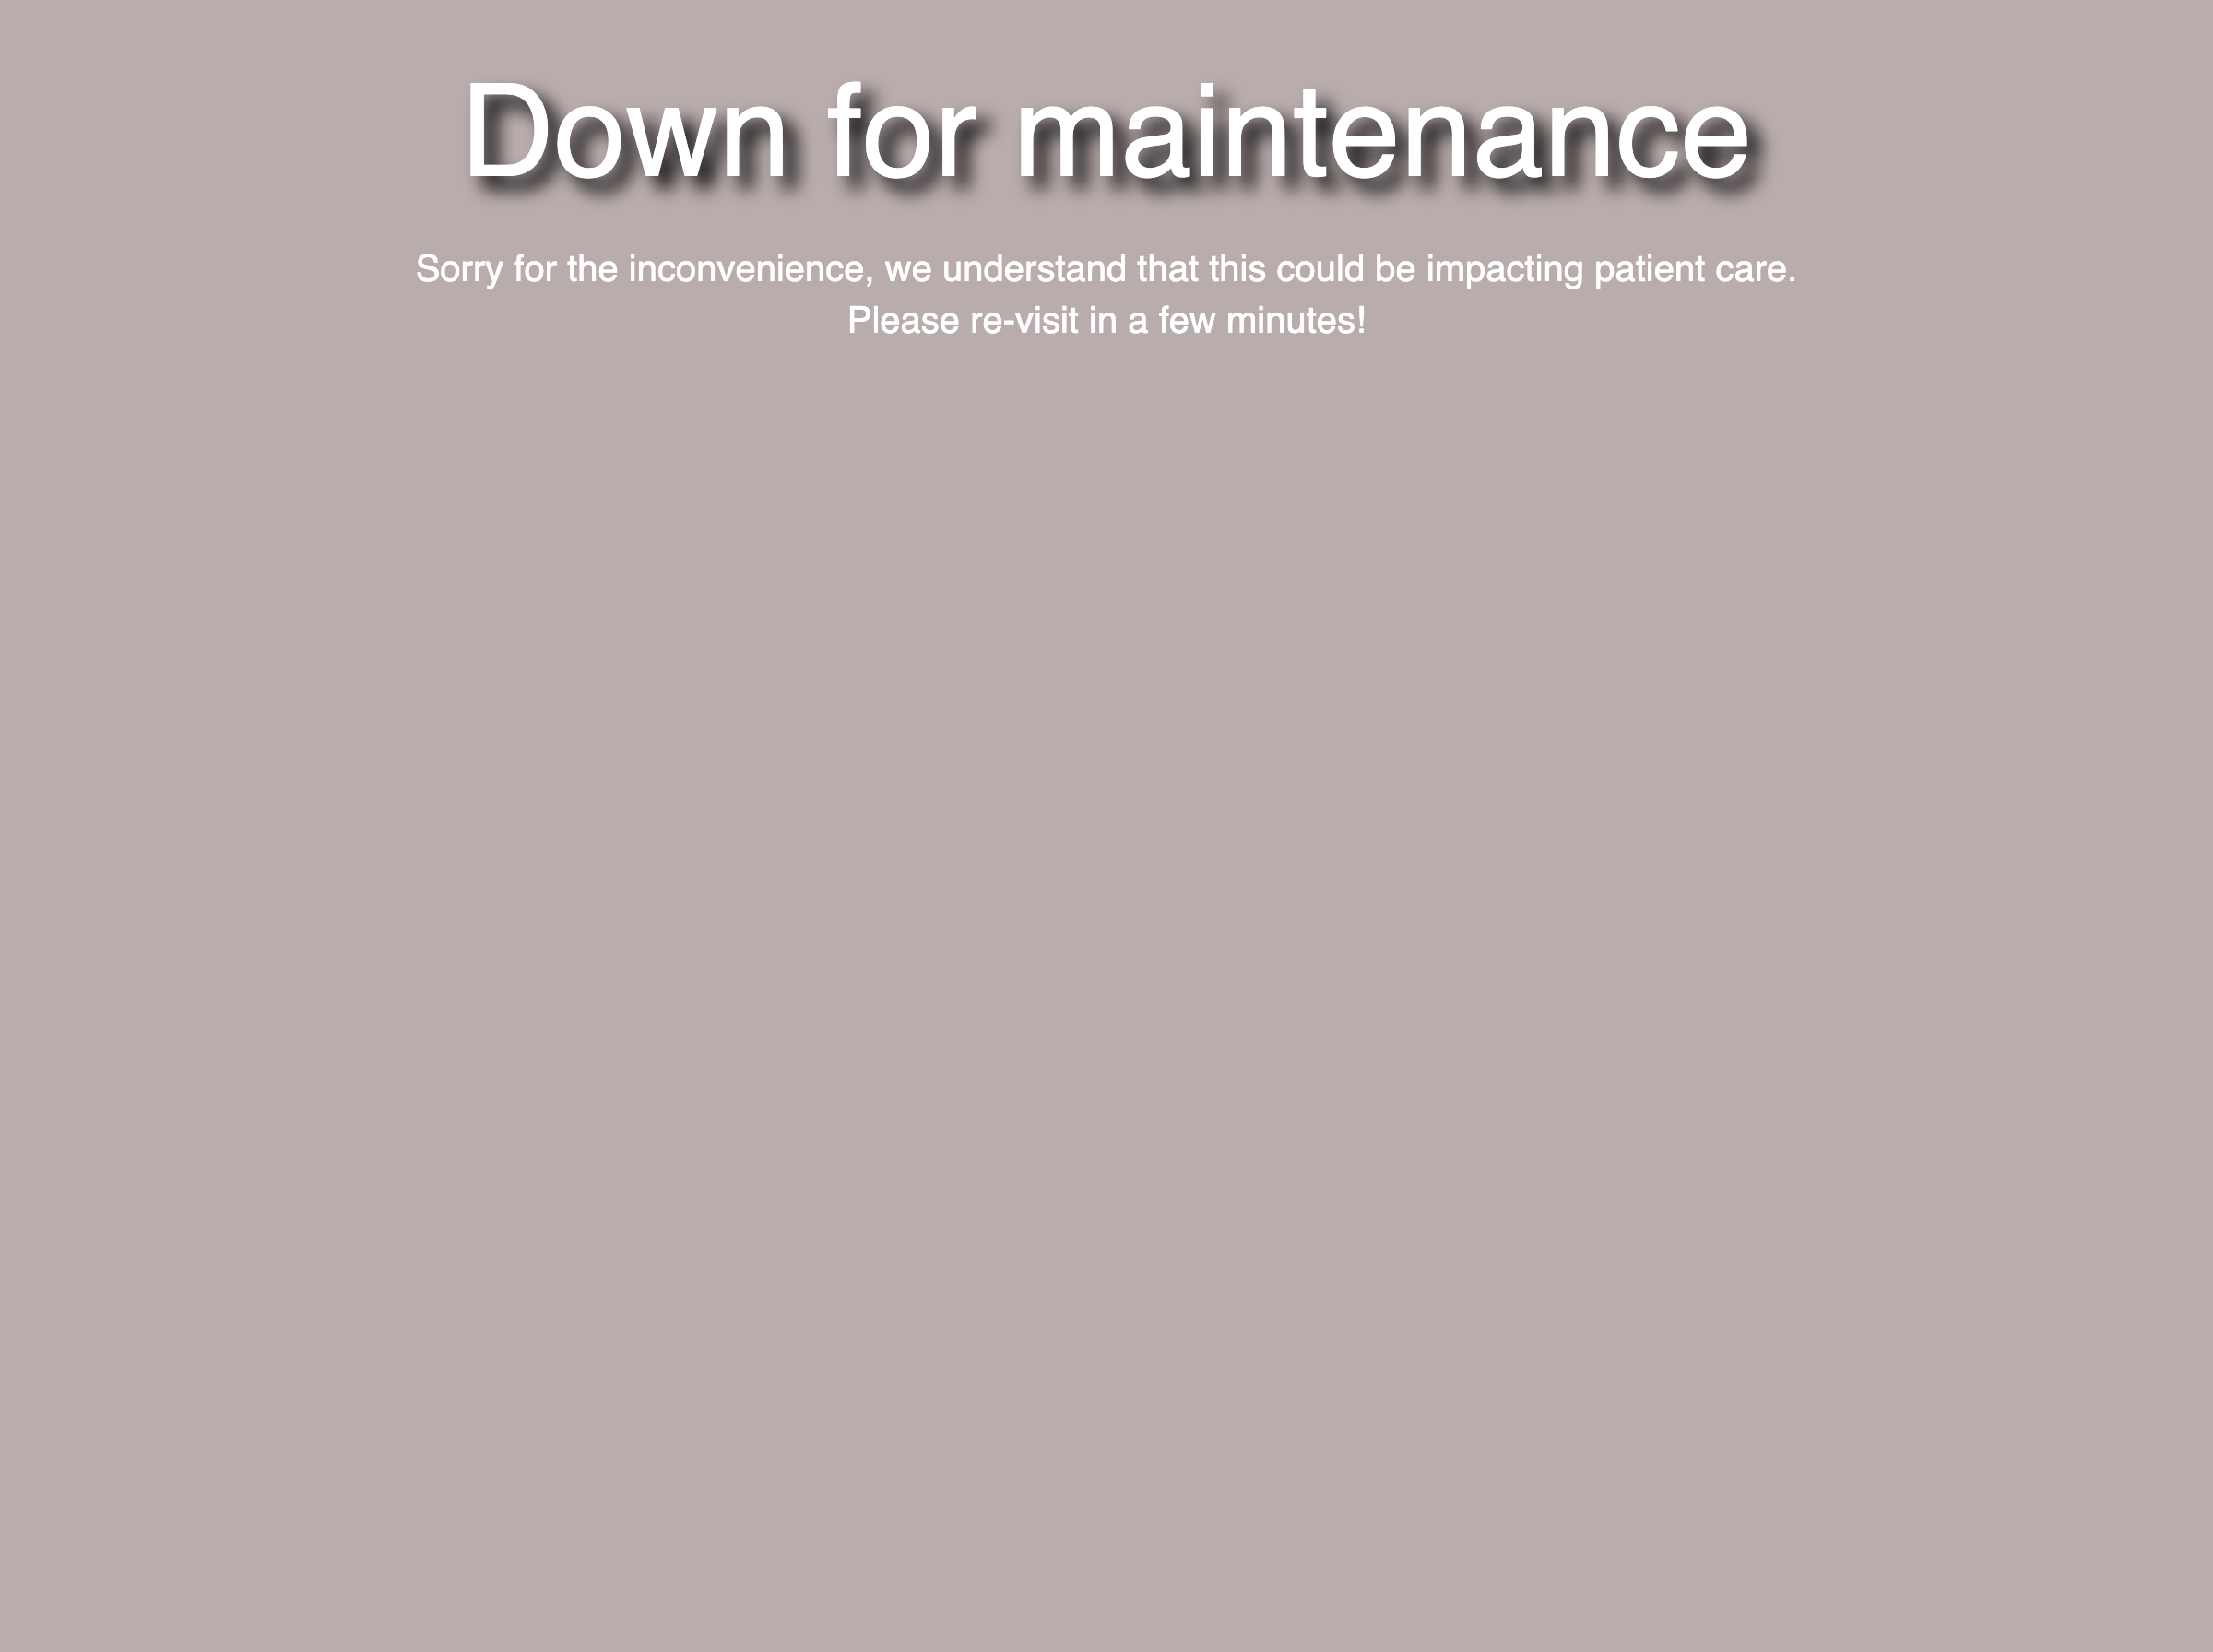 Down for maintenance
Sorry for the inconvenience, we understand that this could be impacting patient care.
Please re-visit in a few minutes!